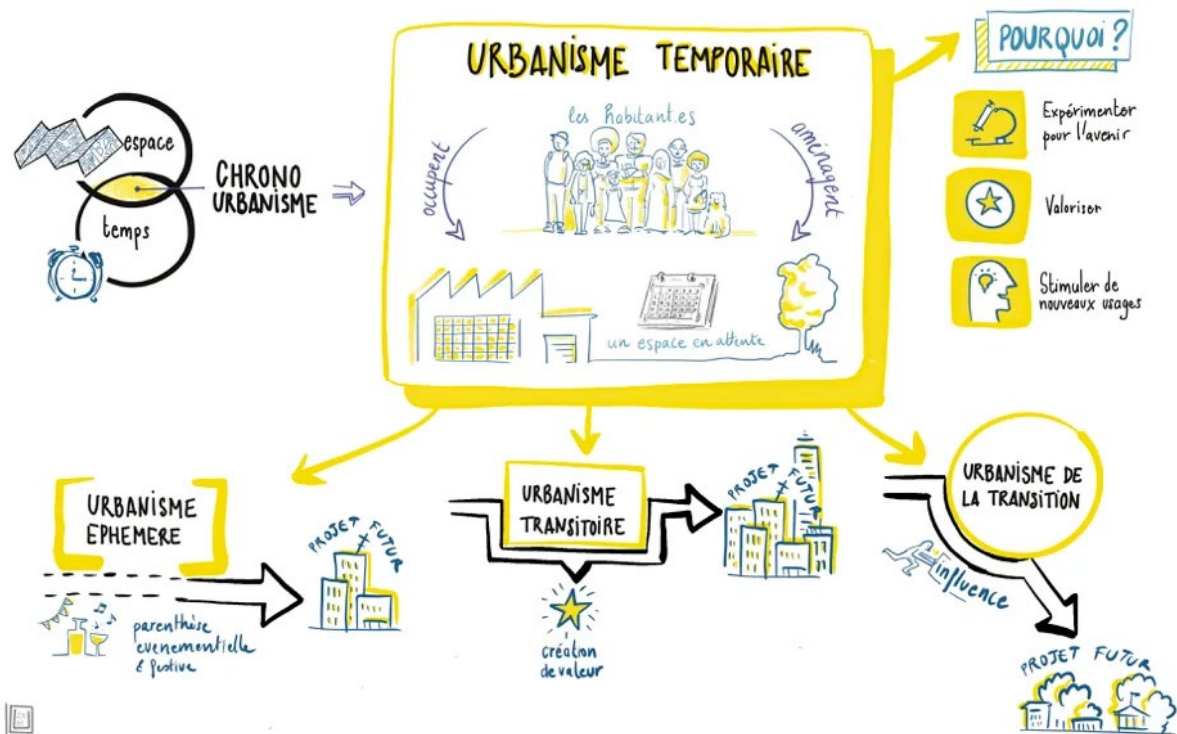 espace
temps
CHRONO
URBANISME
URBANISME TEMPORAIRE
les habitant.es
occupent
aménagent
un espace en attente
POURQUOI ?
Expérimenter
pour l'avenir
Valoriser
Stimuler de
nouveaux usages
URBANISME
EPHEMERE
PROJET FUTUR
parenthèse
evenementielle
& festive
URBANISME
TRANSITOIRE
PROJET FUTUR
création
de valeur
URBANISME DE
LA TRANSITION
influence
PROJET FUTUR